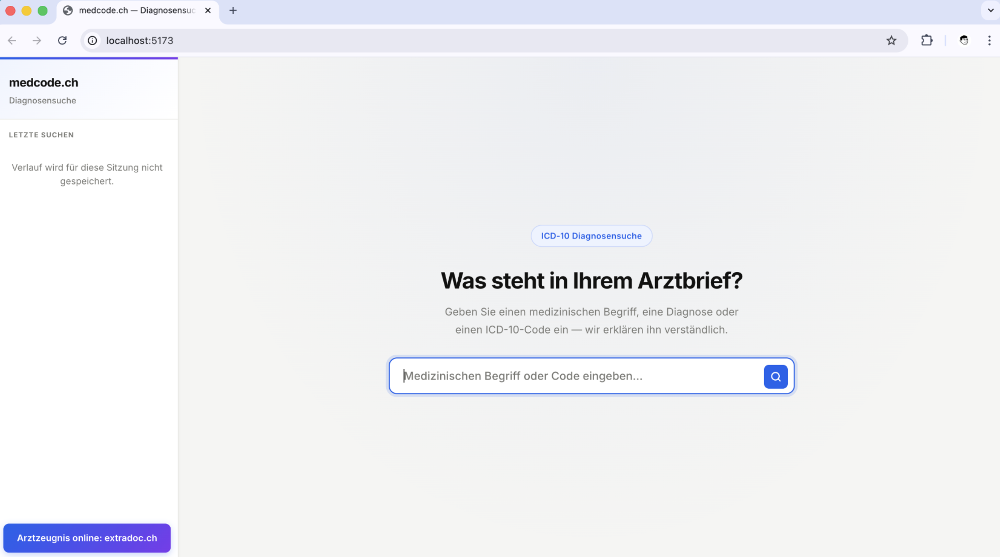 medcode.ch — Diagnosensuc
localhost:5173
medcode.ch
Diagnosensuche
LETZTE SUCHEN
Verlauf wird für diese Sitzung nicht
gespeichert.
Arztzeugnis online: extradoc.ch
ICD-10 Diagnosensuche
Was steht in Ihrem Arztbrief?
Geben Sie einen medizinischen Begriff, eine Diagnose oder
einen ICD-10-Code ein — wir erklären ihn verständlich.
Medizinischen Begriff oder Code eingeben...